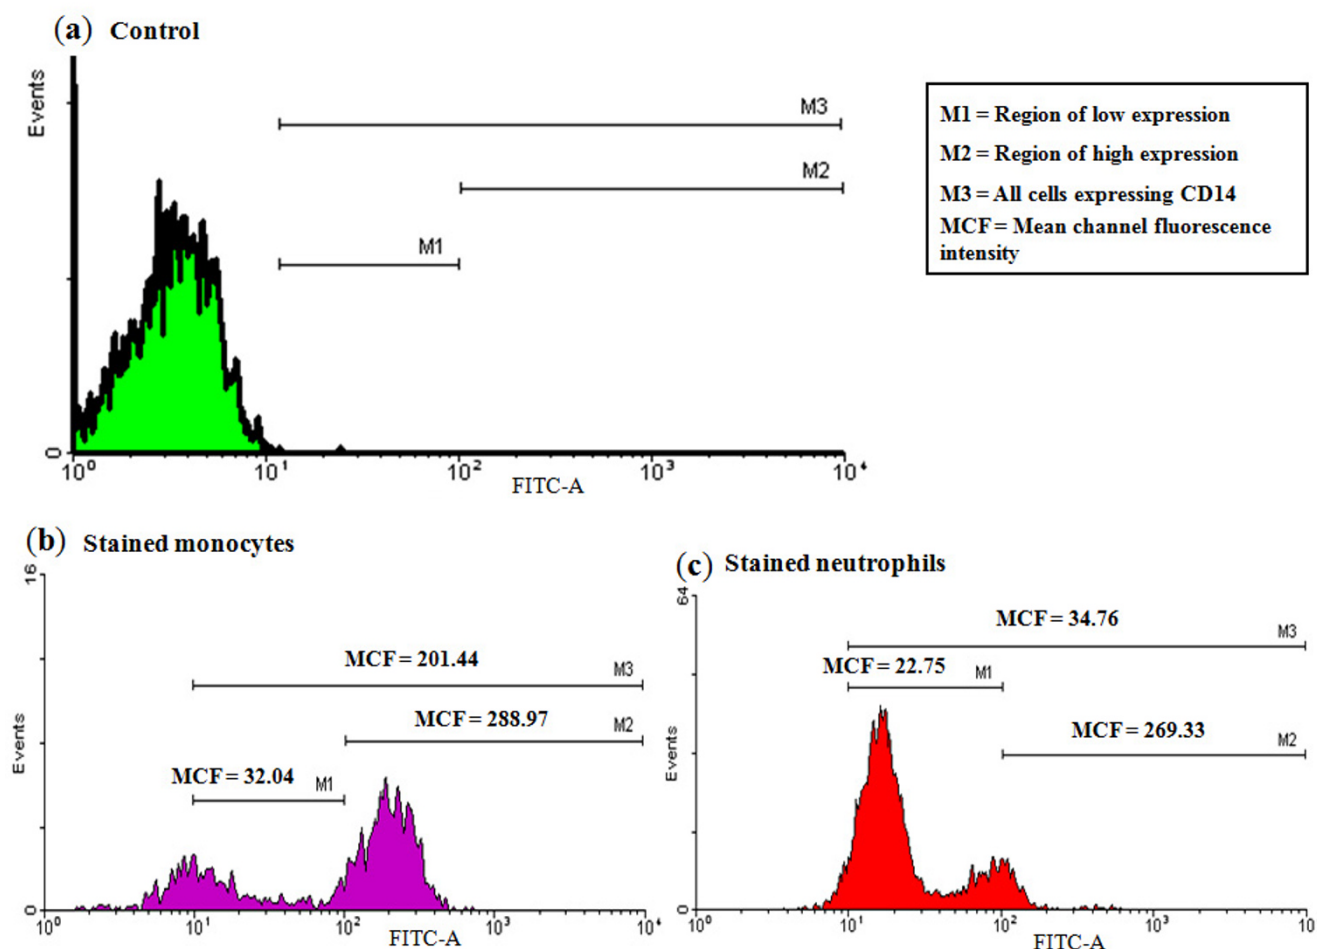 (a) Control
Events
M3
M2
M1
0
10⁰ 10¹ 10² 10³ 10⁴
FITC-A
M1 = Region of low expression
M2 = Region of high expression
M3 = All cells expressing CD14
MCF = Mean channel fluorescence
intensity
(b) Stained monocytes
16
Events
MCF = 201.44
M3
MCF = 288.97
M2
MCF = 32.04
M1
0
10⁰ 10¹ 10² 10³ 10⁴
FITC-A
(c) Stained neutrophils
64
Events
MCF = 34.76
M3
MCF = 22.75
M1
MCF = 269.33
M2
0
10⁰ 10¹ 10² 10³ 10
FITC-A